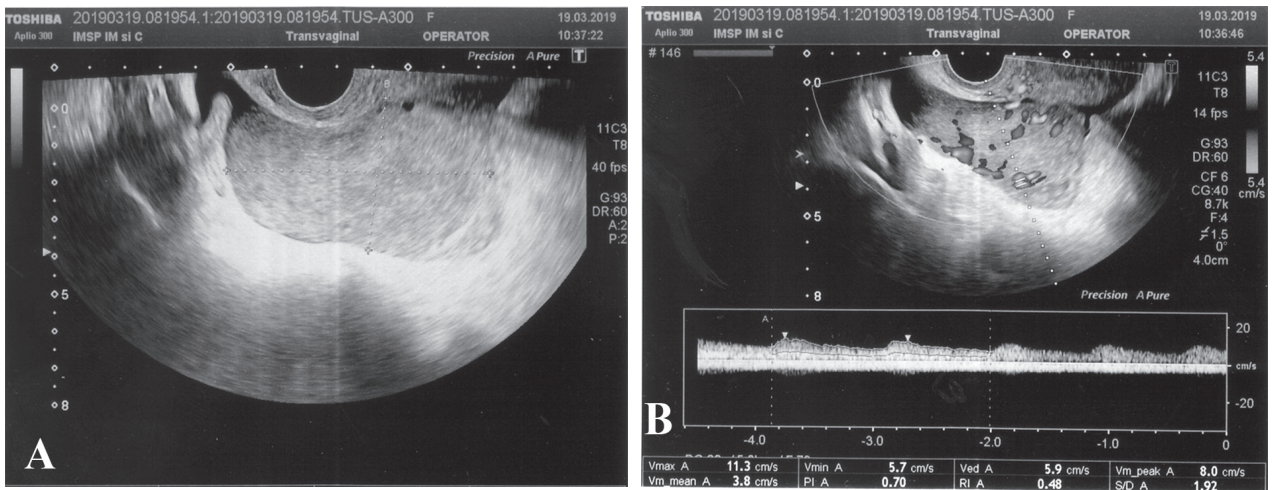 TOSHIBA 20190319.081954.1:20190319.081954.TUS-A300 F 19.03.2019
Aplio 300 IMSP IM si C Transvaginal OPERATOR 10:37:22
Precision A Pure T
B
0
11C3
T8
40 fps
G:93
DR:60
A:2
P:2
5
8
A
TOSHIBA 20190319.081954.1:20190319.081954.TUS-A300 F 19.03.2019
Aplio 300 IMSP IM si C Transvaginal OPERATOR 10:36:46
# 146
T
5.4
0
11C3
T8
14 fps
G:93
DR:60
5.4
cm/s
CF 6
CG:40
8.7k
F:4
1.5
0°
4.0cm
5
8
Precision A Pure
A
20
cm/s
-20
B
-4.0 -3.0 -2.0 -1.0 0
Vmax A 11.3 cm/s Vmin A 5.7 cm/s Ved A 5.9 cm/s Vm_peak A 8.0 cm/s
Vm_mean A 3.8 cm/s PI A 0.70 RI A 0.48 S/D A 1.92